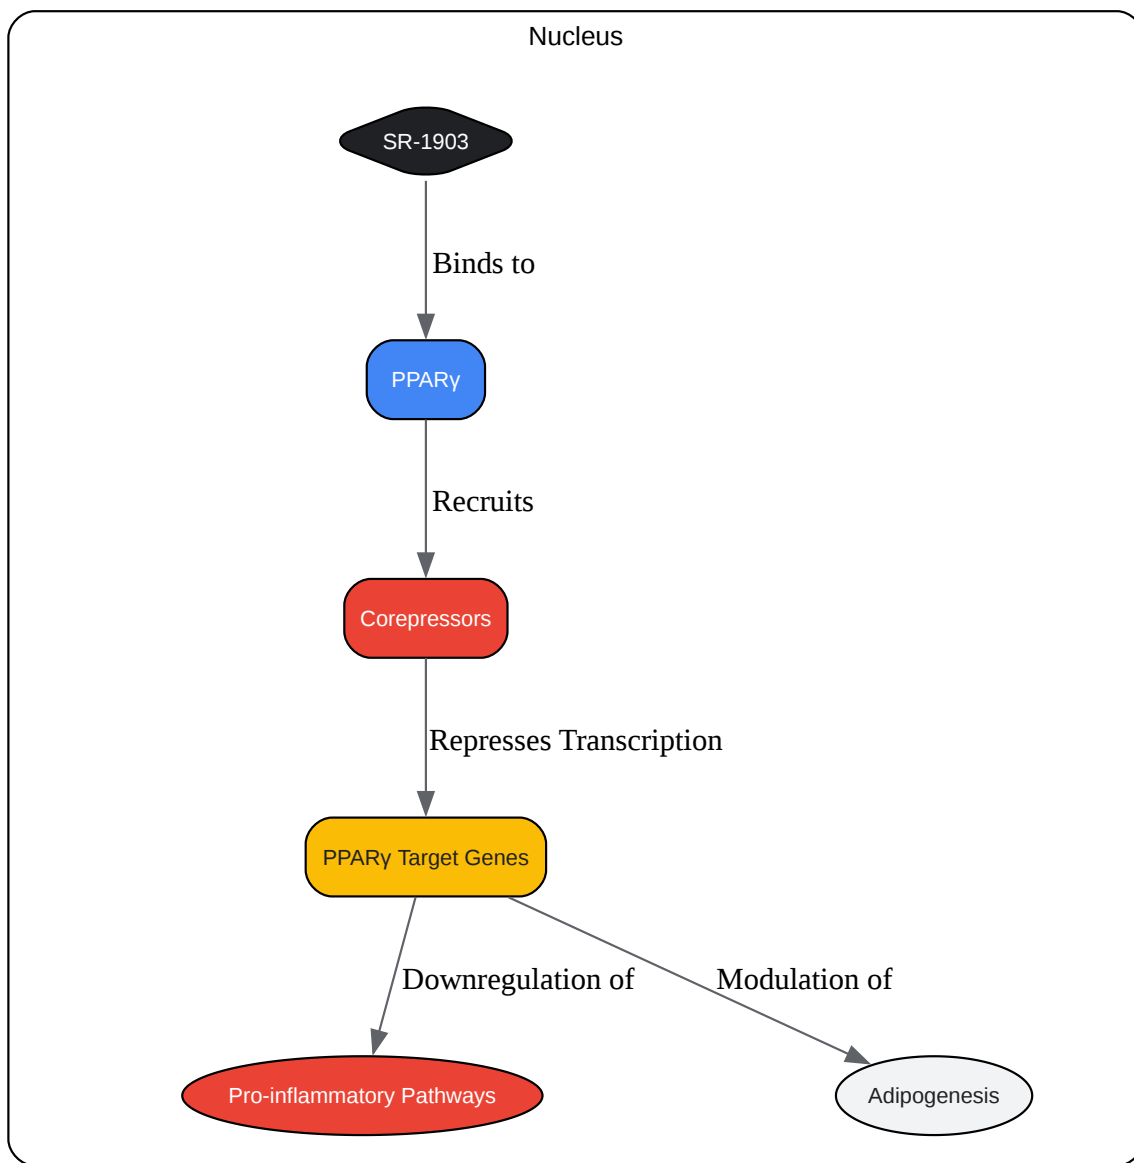 Nucleus
SR-1903
Binds to
PPARγ
Recruits
Corepressors
Represses Transcription
PPARγ Target Genes
Downregulation of
Modulation of
Pro-inflammatory Pathways
Adipogenesis